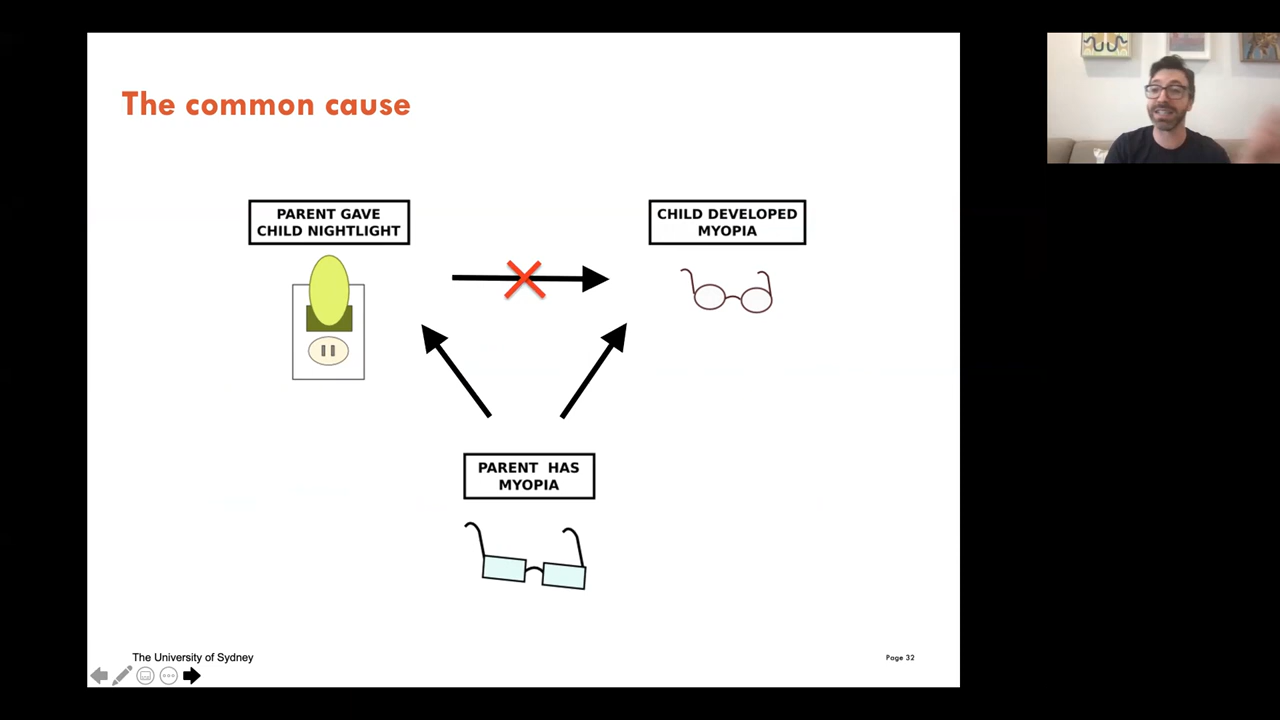 The common cause
PARENT GAVE
CHILD NIGHTLIGHT
CHILD DEVELOPED
MYOPIA
PARENT HAS
MYOPIA
The University of Sydney
Page 32